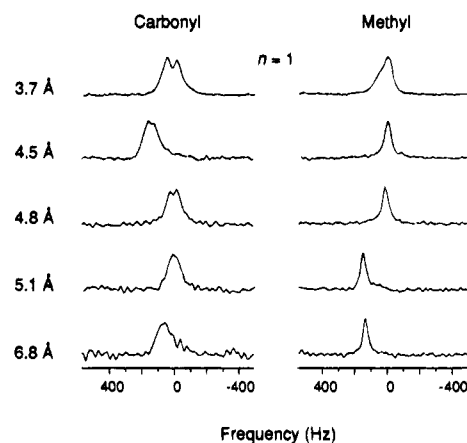 Carbonyl Methyl
n = 1
3.7 Å
4.5 Å
4.8 Å
5.1 Å
6.8 Å
400 0 -400 400 0 -400
Frequency (Hz)